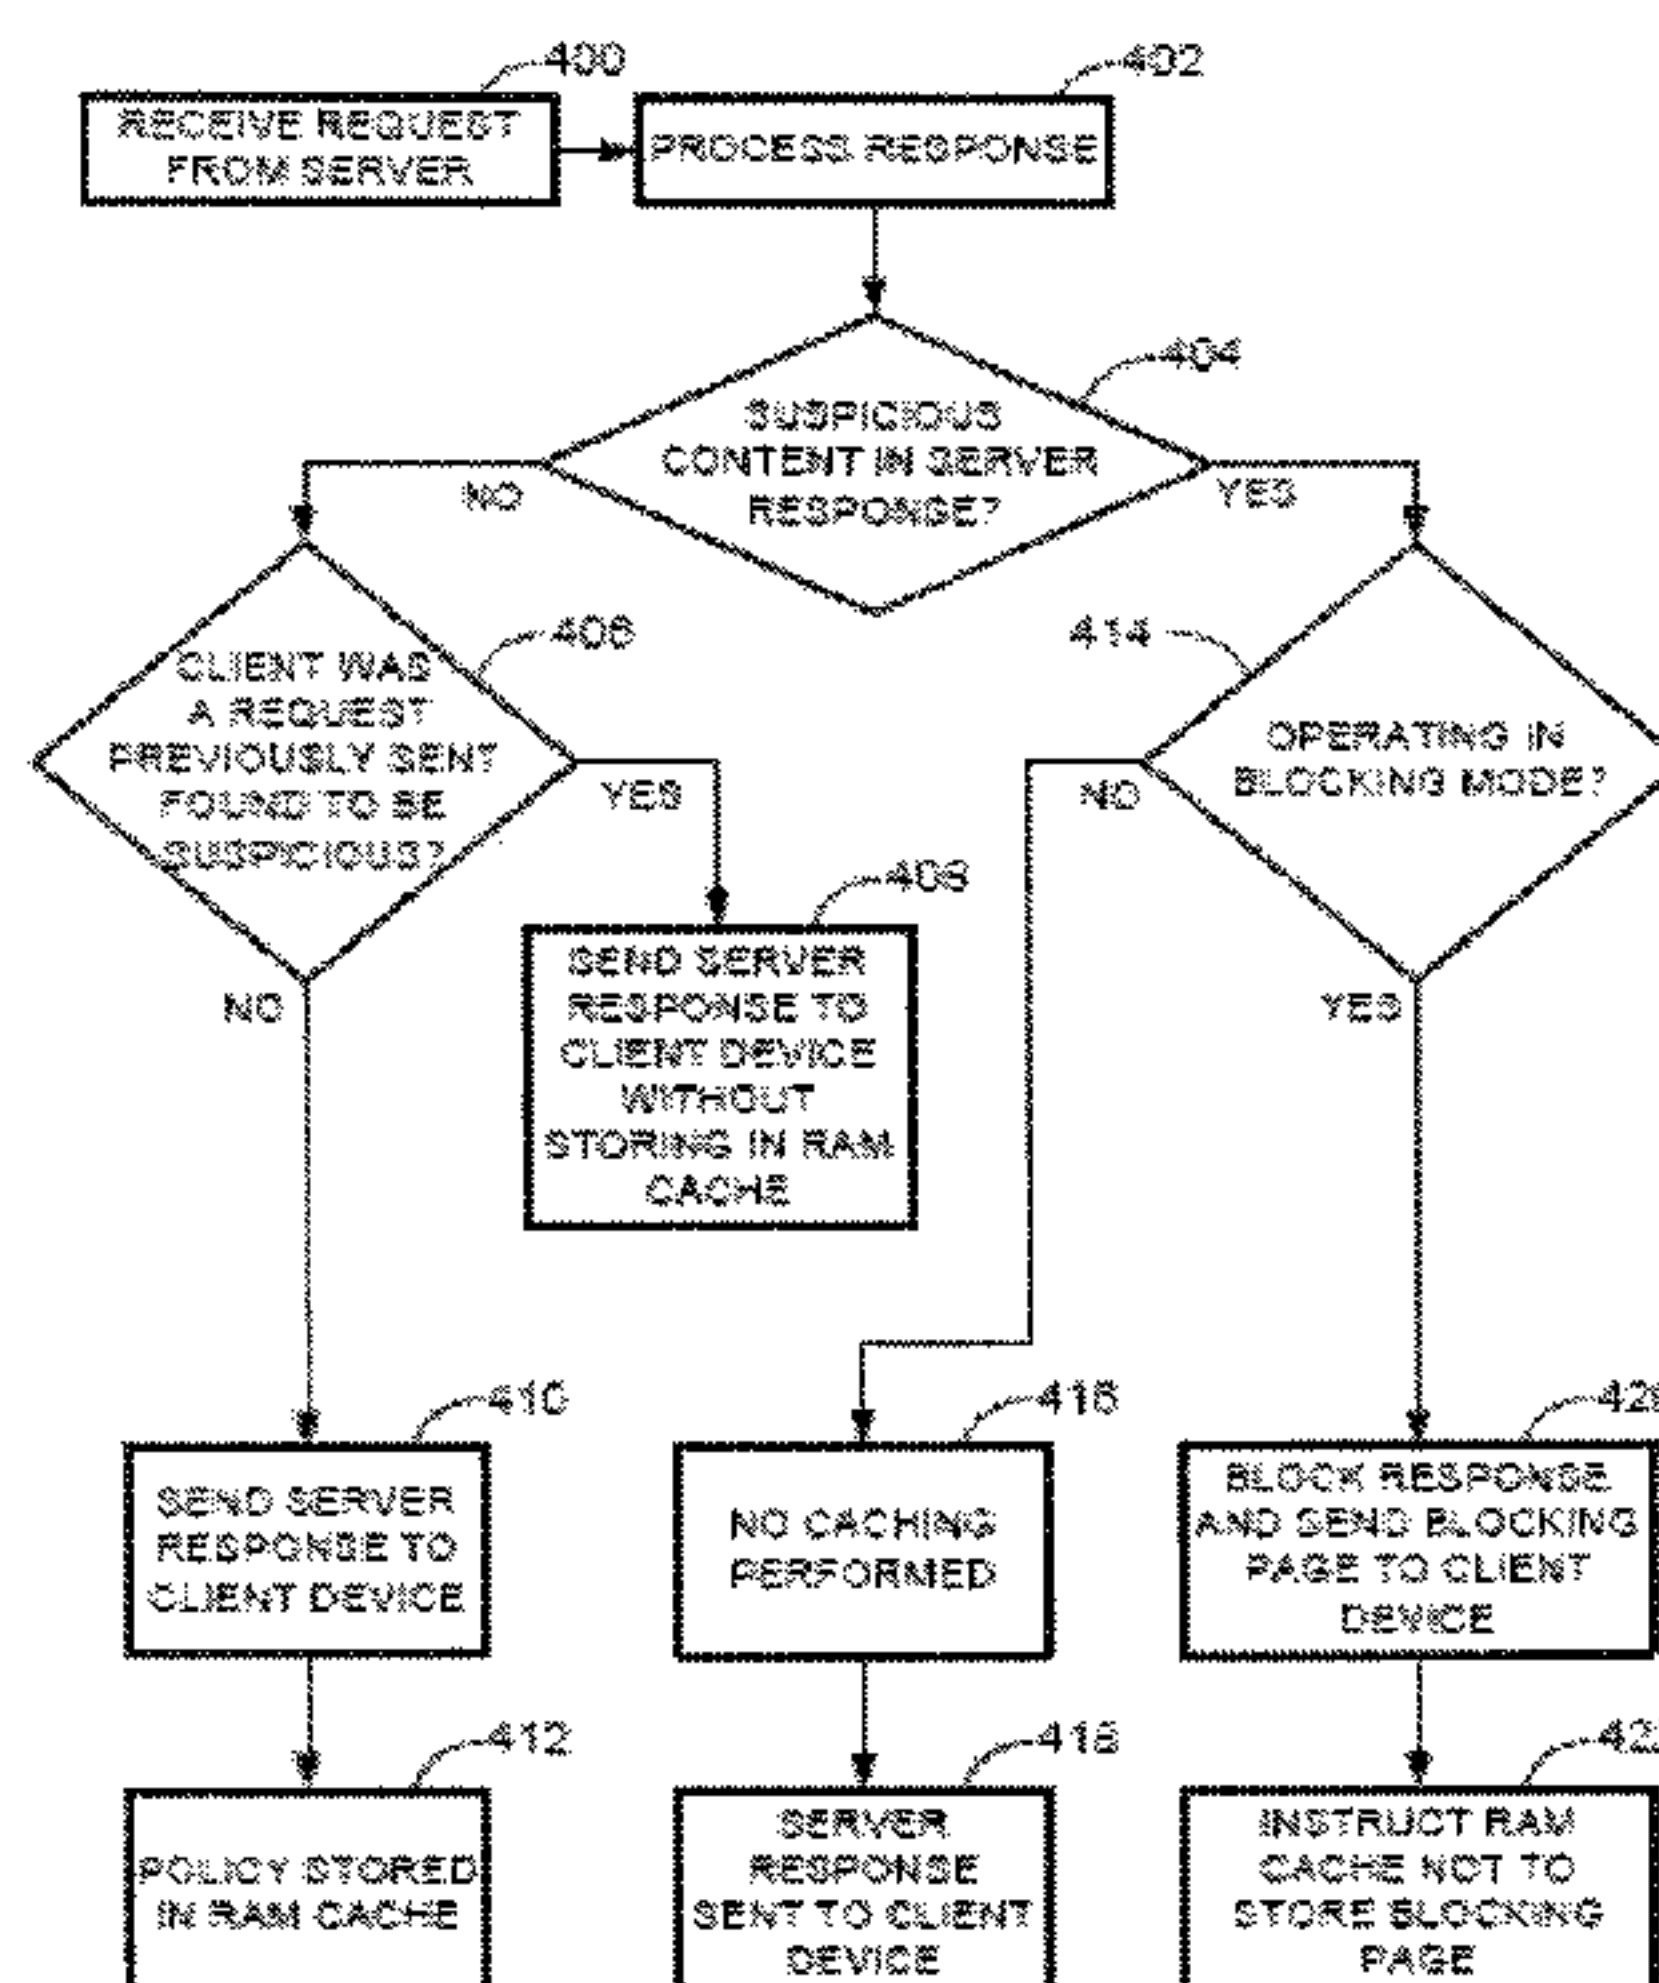 400
402
RECEIVE REQUEST
FROM SERVER
PROCESS RESPONSE
404
SUSPICIOUS
CONTENT IN SERVER
RESPONSE?
NO
YES
406
414
CLIENT WAS
A REQUEST
PREVIOUSLY SENT
FOUND TO BE
SUSPICIOUS?
OPERATING IN
BLOCKING MODE?
YES
NO
408
SEND SERVER
RESPONSE TO
CLIENT DEVICE
WITHOUT
STORING IN RAM
CACHE
NO
YES
410
416
SEND SERVER
RESPONSE TO
CLIENT DEVICE
NO CACHING
PERFORMED
BLOCK RESPONSE
AND SEND BLOCKING
PAGE TO CLIENT
DEVICE
412
418
POLICY STORED
IN RAM CACHE
SERVER
RESPONSE
SENT TO CLIENT
DEVICE
INSTRUCT RAM
CACHE NOT TO
STORE BLOCKING
PAGE